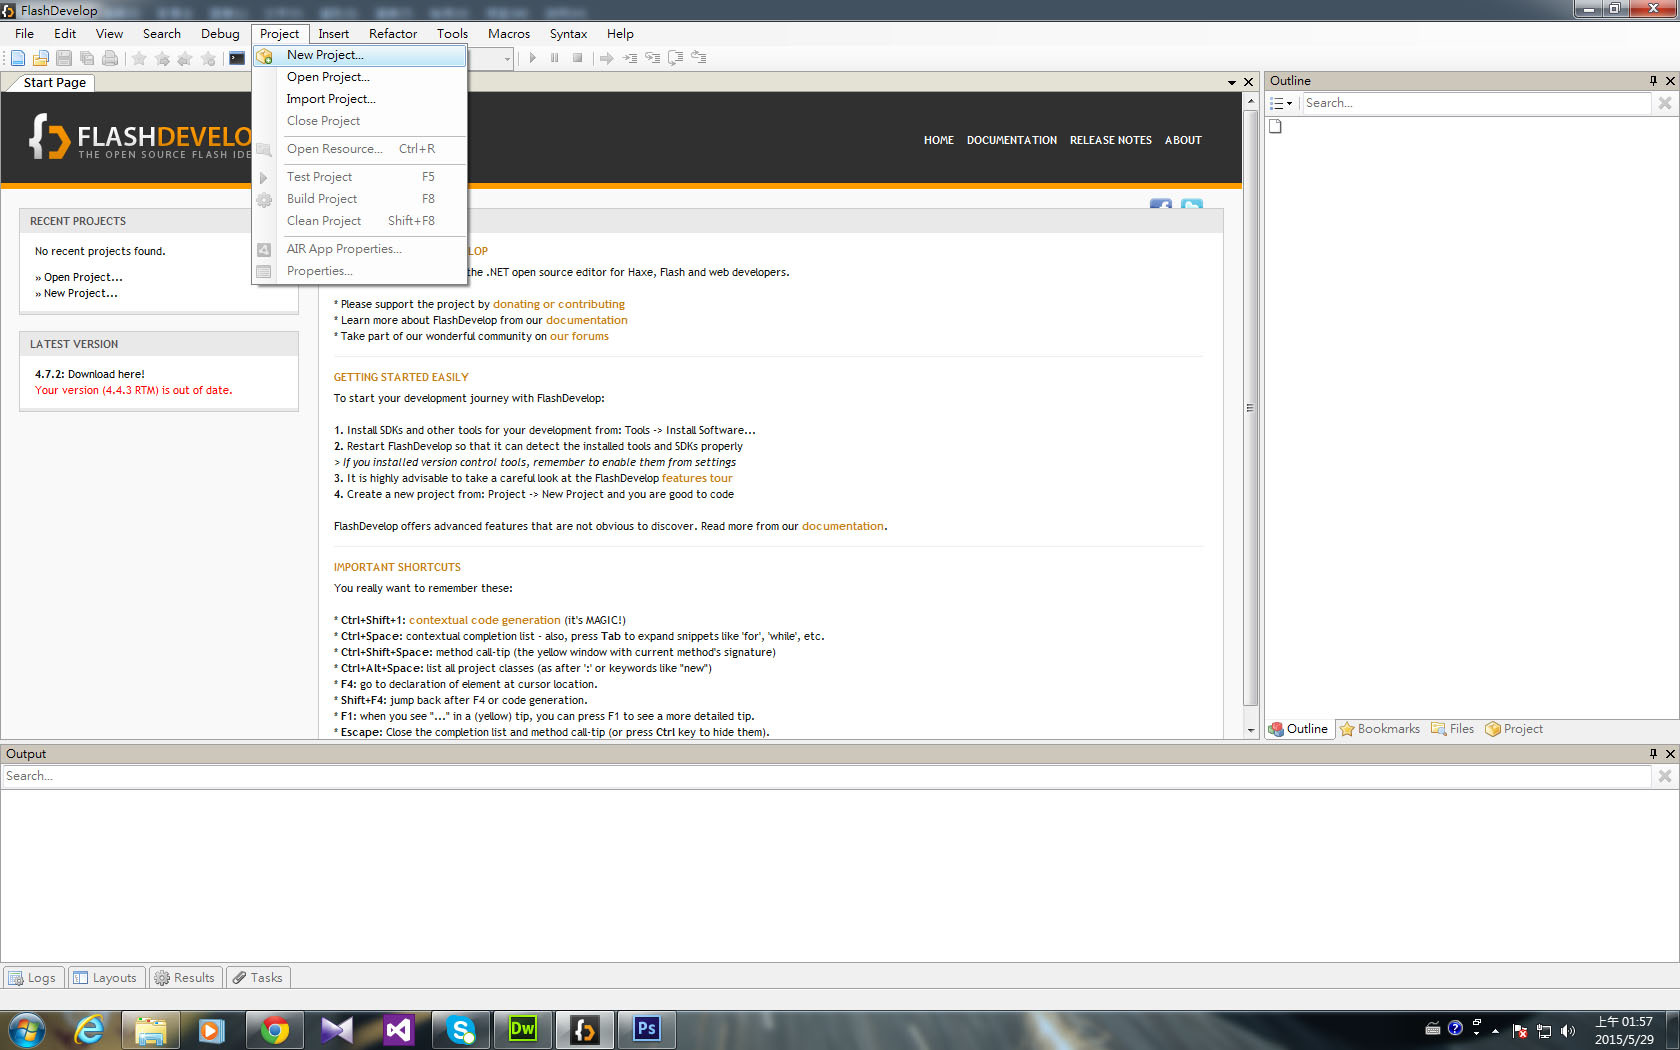 FlashDevelop
File Edit View Search Debug Project Insert Refactor Tools Macros Syntax Help
New Project...
Open Project...
Import Project...
Close Project
Open Resource... Ctrl+R
Test Project F5
Build Project F8
Clean Project Shift+F8
AIR App Properties...
Properties...
Start Page
FLASHDEVELO
THE OPEN SOURCE FLASH IDE
HOME DOCUMENTATION RELEASE NOTES ABOUT
RECENT PROJECTS
No recent projects found.
» Open Project...
» New Project...
LATEST VERSION
4.7.2: Download here!
Your version (4.4.3 RTM) is out of date.
LOP
the .NET open source editor for Haxe, Flash and web developers.
* Please support the project by donating or contributing
* Learn more about FlashDevelop from our documentation
* Take part of our wonderful community on our forums
GETTING STARTED EASILY
To start your development journey with FlashDevelop:
1. Install SDKs and other tools for your development from: Tools -> Install Software...
2. Restart FlashDevelop so that it can detect the installed tools and SDKs properly
> If you installed version control tools, remember to enable them from settings
3. It is highly advisable to take a careful look at the FlashDevelop features tour
4. Create a new project from: Project -> New Project and you are good to code
FlashDevelop offers advanced features that are not obvious to discover. Read more from our documentation.
IMPORTANT SHORTCUTS
You really want to remember these:
* Ctrl+Shift+1: contextual code generation (it's MAGIC!)
* Ctrl+Space: contextual completion list - also, press Tab to expand snippets like 'for', 'while', etc.
* Ctrl+Shift+Space: method call-tip (the yellow window with current method's signature)
* Ctrl+Alt+Space: list all project classes (as after ':' or keywords like "new")
* F4: go to declaration of element at cursor location.
* Shift+F4: jump back after F4 or code generation.
* F1: when you see "..." in a (yellow) tip, you can press F1 to see a more detailed tip.
* Escape: Close the completion list and method call-tip (or press Ctrl key to hide them).
Outline
Search...
Outline Bookmarks Files Project
Output
Search...
Logs Layouts Results Tasks
Dw
Ps
上午 01:57
2015/5/29